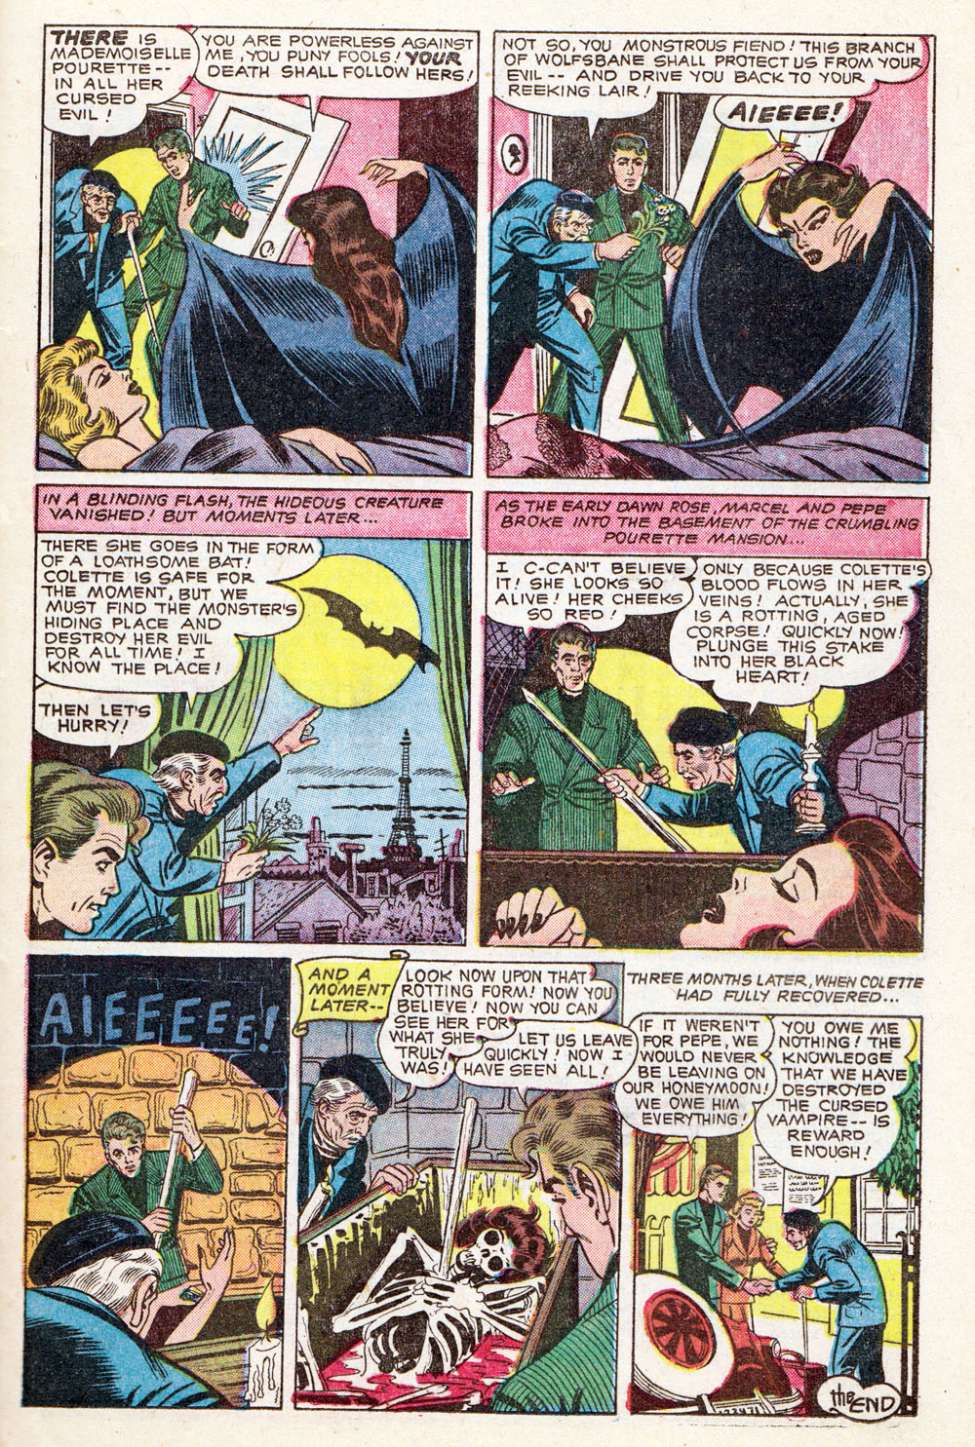 THERE IS
MADEMOISELLE
POURETTE--
IN ALL HER
CURSED
EVIL!
YOU ARE POWERLESS AGAINST
ME, YOU PUNY FOOLS! YOUR
DEATH SHALL FOLLOW HERS!
NOT SO, YOU MONSTROUS FIEND! THIS BRANCH
OF WOLFSBANE SHALL PROTECT US FROM YOUR
EVIL-- AND DRIVE YOU BACK TO YOUR
REEKING LAIR!
AIEEEE!
IN A BLINDING FLASH, THE HIDEOUS CREATURE
VANISHED! BUT MOMENTS LATER...
THERE SHE GOES IN THE FORM
OF A LOATHSOME BAT!
COLETTE IS SAFE FOR
THE MOMENT, BUT WE
MUST FIND THE MONSTER'S
HIDING PLACE AND
DESTROY HER EVIL
FOR ALL TIME! I
KNOW THE PLACE!
THEN LET'S
HURRY!
AS THE EARLY DAWN ROSE, MARCEL AND PEPE
BROKE INTO THE BASEMENT OF THE CRUMBLING
POURETTE MANSION...
I C-CAN'T BELIEVE
IT! SHE LOOKS SO
ALIVE! HER CHEEKS
SO RED!
ONLY BECAUSE COLETTE'S
BLOOD FLOWS IN HER
VEINS! ACTUALLY, SHE
IS A ROTTING, AGED
CORPSE! QUICKLY NOW!
PLUNGE THIS STAKE
INTO HER BLACK
HEART!
AIEEEEE!
AND A
MOMENT
LATER--
LOOK NOW UPON THAT
ROTTING FORM! NOW YOU
BELIEVE! NOW YOU CAN
SEE HER FOR
WHAT SHE
TRULY
WAS!
LET US LEAVE
QUICKLY! NOW I
HAVE SEEN ALL!
THREE MONTHS LATER, WHEN COLETTE
HAD FULLY RECOVERED...
IF IT WEREN'T
FOR PEPE, WE
WOULD NEVER
BE LEAVING ON
OUR HONEYMOON!
WE OWE HIM
EVERYTHING!
YOU OWE ME
NOTHING! THE
KNOWLEDGE
THAT WE HAVE
DESTROYED
THE CURSED
VAMPIRE-- IS
REWARD
ENOUGH!
the END